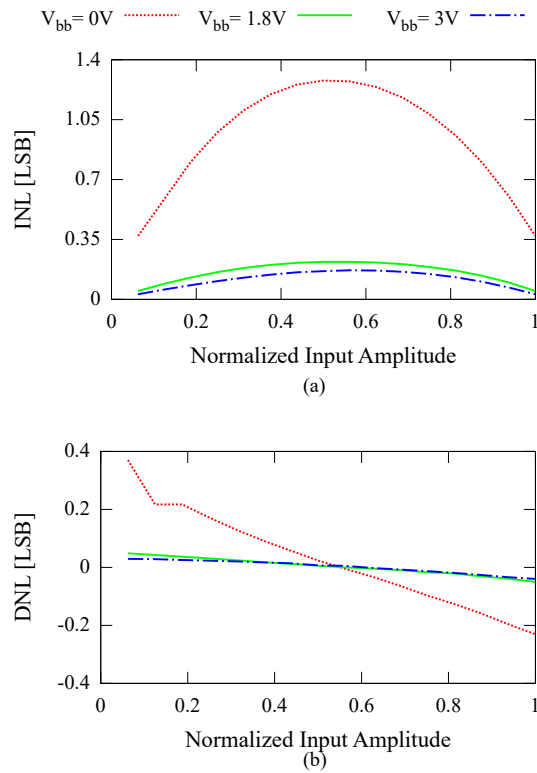 V_bb= 0V V_bb= 1.8V V_bb= 3V
1.4
1.05
0.7
0.35
0
INL [LSB]
0 0.2 0.4 0.6 0.8 1
Normalized Input Amplitude
(a)
0.4
0.2
0
-0.2
-0.4
DNL [LSB]
0 0.2 0.4 0.6 0.8 1
Normalized Input Amplitude
(b)